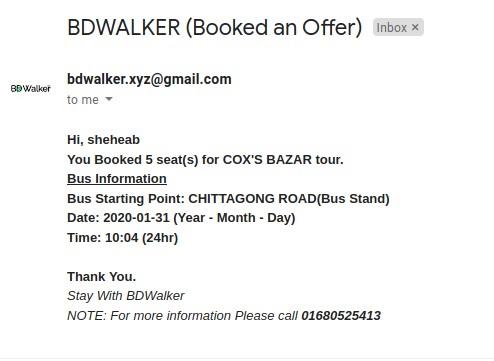 BDWALKER (Booked an Offer) Inbox ×
BDWalker
bdwalker.xyz@gmail.com
to me
Hi, sheheab
You Booked 5 seat(s) for COX'S BAZAR tour.
Bus Information
Bus Starting Point: CHITTAGONG ROAD(Bus Stand)
Date: 2020-01-31 (Year - Month - Day)
Time: 10:04 (24hr)
Thank You.
Stay With BDWalker
NOTE: For more information Please call 01680525413